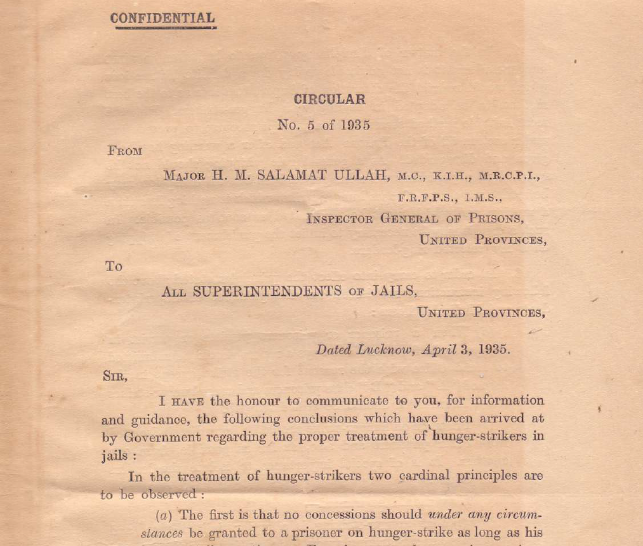 CONFIDENTIAL
CIRCULAR
No. 5 of 1935
FROM
MAJOR H. M. SALAMAT ULLAH, M.C., K.I.H., M.R.C.P.I.,
F.R.F.P.S., I.M.S.,
INSPECTOR GENERAL OF PRISONS,
UNITED PROVINCES,
TO
ALL SUPERINTENDENTS OF JAILS,
UNITED PROVINCES,
Dated Lucknow, April 3, 1935.
SIR,
I HAVE the honour to communicate to you, for information
and guidance, the following conclusions which have been arrived at
by Government regarding the proper treatment of hunger-strikers in
jails :
In the treatment of hunger-strikers two cardinal principles are
to be observed :
(a) The first is that no concessions should under any circum-
stances be granted to a prisoner on hunger-strike as long as his